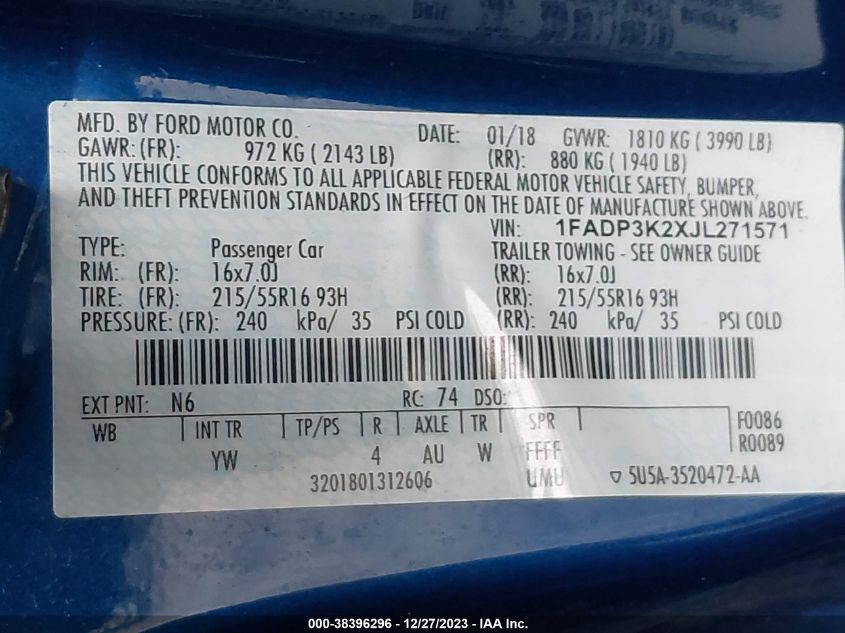 MFD. BY FORD MOTOR CO. DATE: 01/18 GVWR: 1810 KG ( 3990 LB)
GAWR: (FR): 972 KG ( 2143 LB) (RR): 880 KG ( 1940 LB)
THIS VEHICLE CONFORMS TO ALL APPLICABLE FEDERAL MOTOR VEHICLE SAFETY, BUMPER,
AND THEFT PREVENTION STANDARDS IN EFFECT ON THE DATE OF MANUFACTURE SHOWN ABOVE.
VIN: 1FADP3K2XJL271571
TYPE: Passenger Car TRAILER TOWING - SEE OWNER GUIDE
RIM: (FR): 16x7.0J (RR): 16x7.0J
TIRE: (FR): 215/55R16 93H (RR): 215/55R16 93H
PRESSURE: (FR): 240 kPa/ 35 PSI COLD (RR): 240 kPa/ 35 PSI COLD
EXT PNT: N6 RC: 74 DSO:
WB INT TR TP/PS R AXLE TR SPR F0086
YW 4 AU W FFFF R0089
3201801312606 UMU ▽ 5U5A-3520472-AA
000-38396296 - 12/27/2023 - IAA Inc.